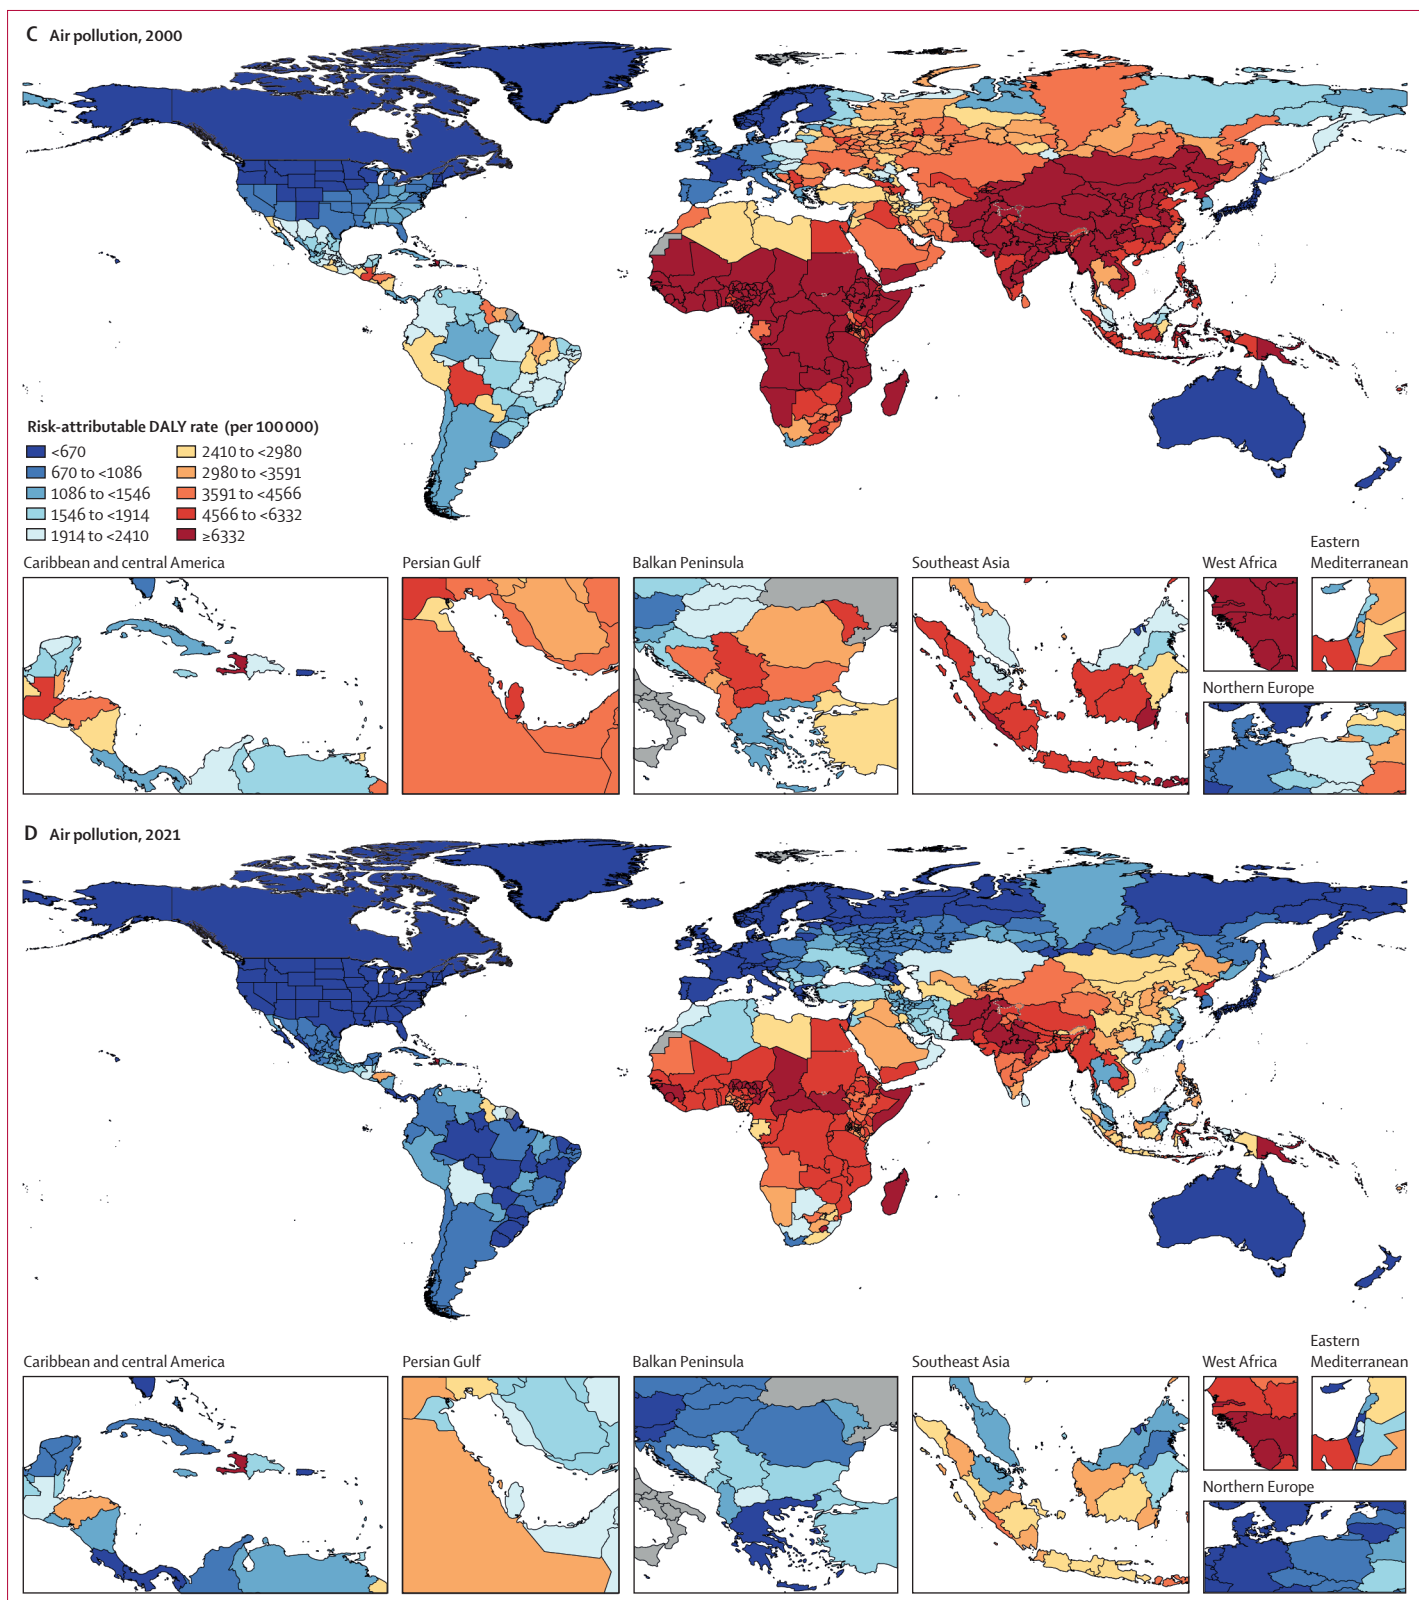 C Air pollution, 2000
Risk-attributable DALY rate (per 100 000)
<670
670 to <1086
1086 to <1546
1546 to <1914
1914 to <2410
2410 to <2980
2980 to <3591
3591 to <4566
4566 to <6332
≥6332
Caribbean and central America
Persian Gulf
Balkan Peninsula
Southeast Asia
West Africa
Eastern
Mediterranean
Northern Europe
D Air pollution, 2021
Caribbean and central America
Persian Gulf
Balkan Peninsula
Southeast Asia
West Africa
Eastern
Mediterranean
Northern Europe